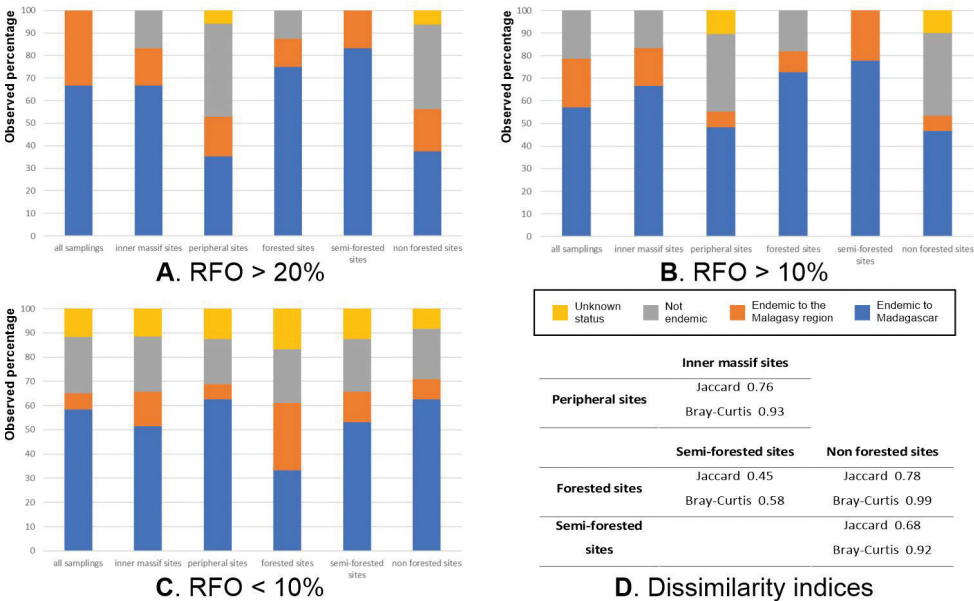 Observed percentage
100
90
80
70
60
50
40
30
20
10
0
all samplings
inner massif sites
peripheral sites
forested sites
semi-forested
sites
non forested sites
A. RFO > 20%
Observed percentage
100
90
80
70
60
50
40
30
20
10
0
all samplings
inner massif sites
peripheral sites
forested sites
semi-forested
sites
non forested sites
B. RFO > 10%
Observed percentage
100
90
80
70
60
50
40
30
20
10
0
all samplings
inner massif sites
peripheral sites
forested sites
semi-forested
sites
non forested sites
C. RFO < 10%
Unknown
status
Not
endemic
Endemic to the
Malagasy region
Endemic to
Madagascar
Inner massif sites
Peripheral sites
Jaccard 0.76
Bray-Curtis 0.93
Semi-forested sites Non forested sites
Forested sites
Jaccard 0.45 Jaccard 0.78
Bray-Curtis 0.58 Bray-Curtis 0.99
Semi-forested
sites
Jaccard 0.68
Bray-Curtis 0.92
D. Dissimilarity indices